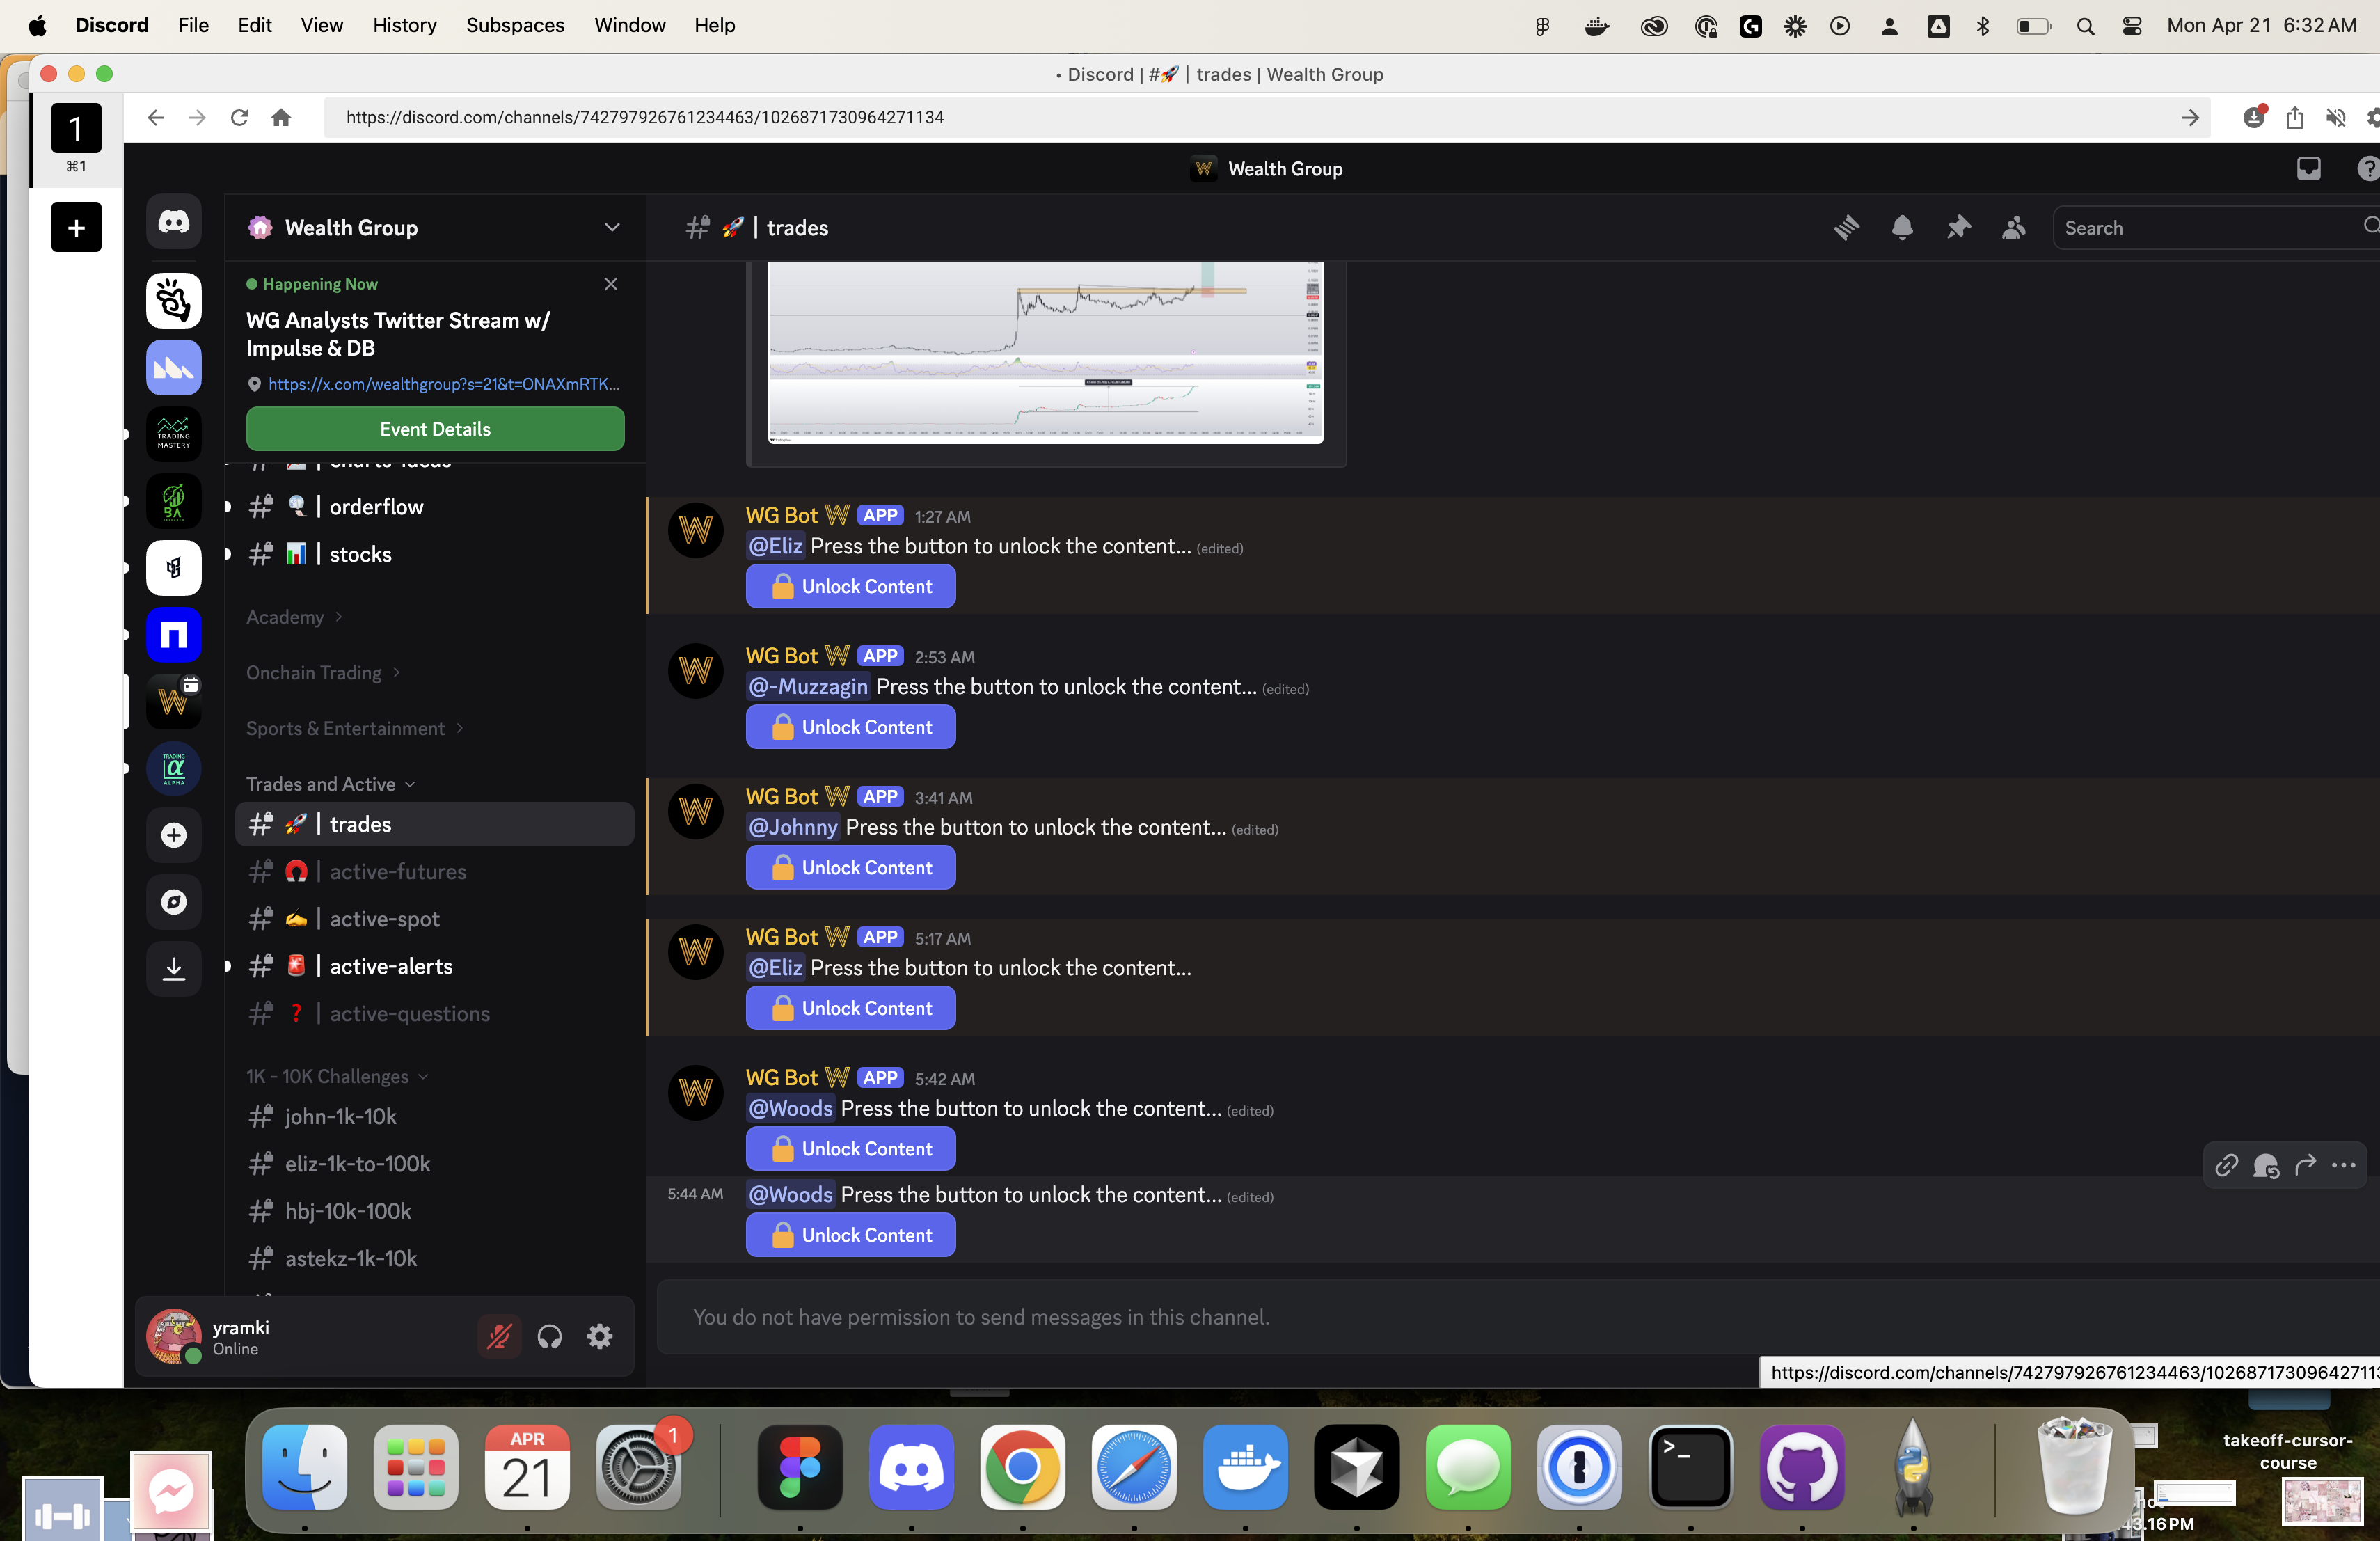 Discord File Edit View History Subspaces Window Help
Mon Apr 21 6:32 AM
• Discord | #🚀 | trades | Wealth Group
1
⌘1
https://discord.com/channels/742797926761234463/1026871730964271134
Wealth Group
Wealth Group
Happening Now
WG Analysts Twitter Stream w/
Impulse & DB
https://x.com/wealthgroup?s=21&t=ONAXmRTK...
Event Details
charts-ideas
orderflow
stocks
Academy
Onchain Trading
Sports & Entertainment
Trades and Active
trades
active-futures
active-spot
active-alerts
active-questions
1K - 10K Challenges
john-1k-10k
eliz-1k-to-100k
hbj-10k-100k
astekz-1k-10k
yramki
Online
TRADING
MASTERY
BA
TRADING
ALPHA
🚀 | trades
Search
WG Bot APP 1:27 AM
@Eliz Press the button to unlock the content... (edited)
Unlock Content
WG Bot APP 2:53 AM
@-Muzzagin Press the button to unlock the content... (edited)
Unlock Content
WG Bot APP 3:41 AM
@Johnny Press the button to unlock the content... (edited)
Unlock Content
WG Bot APP 5:17 AM
@Eliz Press the button to unlock the content...
Unlock Content
WG Bot APP 5:42 AM
@Woods Press the button to unlock the content... (edited)
Unlock Content
5:44 AM @Woods Press the button to unlock the content... (edited)
Unlock Content
You do not have permission to send messages in this channel.
https://discord.com/channels/742797926761234463/102687173096427113
APR
21
1
takeoff-cursor-
course
43.16 PM